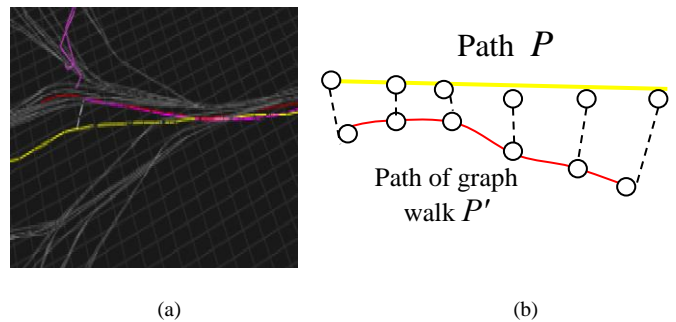 Path P
Path of graph
walk P′
(a)
(b)